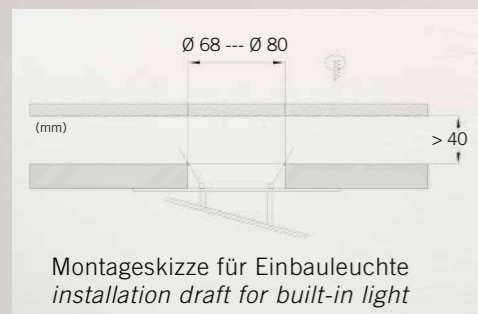 Ø 68 --- Ø 80
(mm)
> 40
Montageskizze für Einbauleuchte
installation draft for built-in light